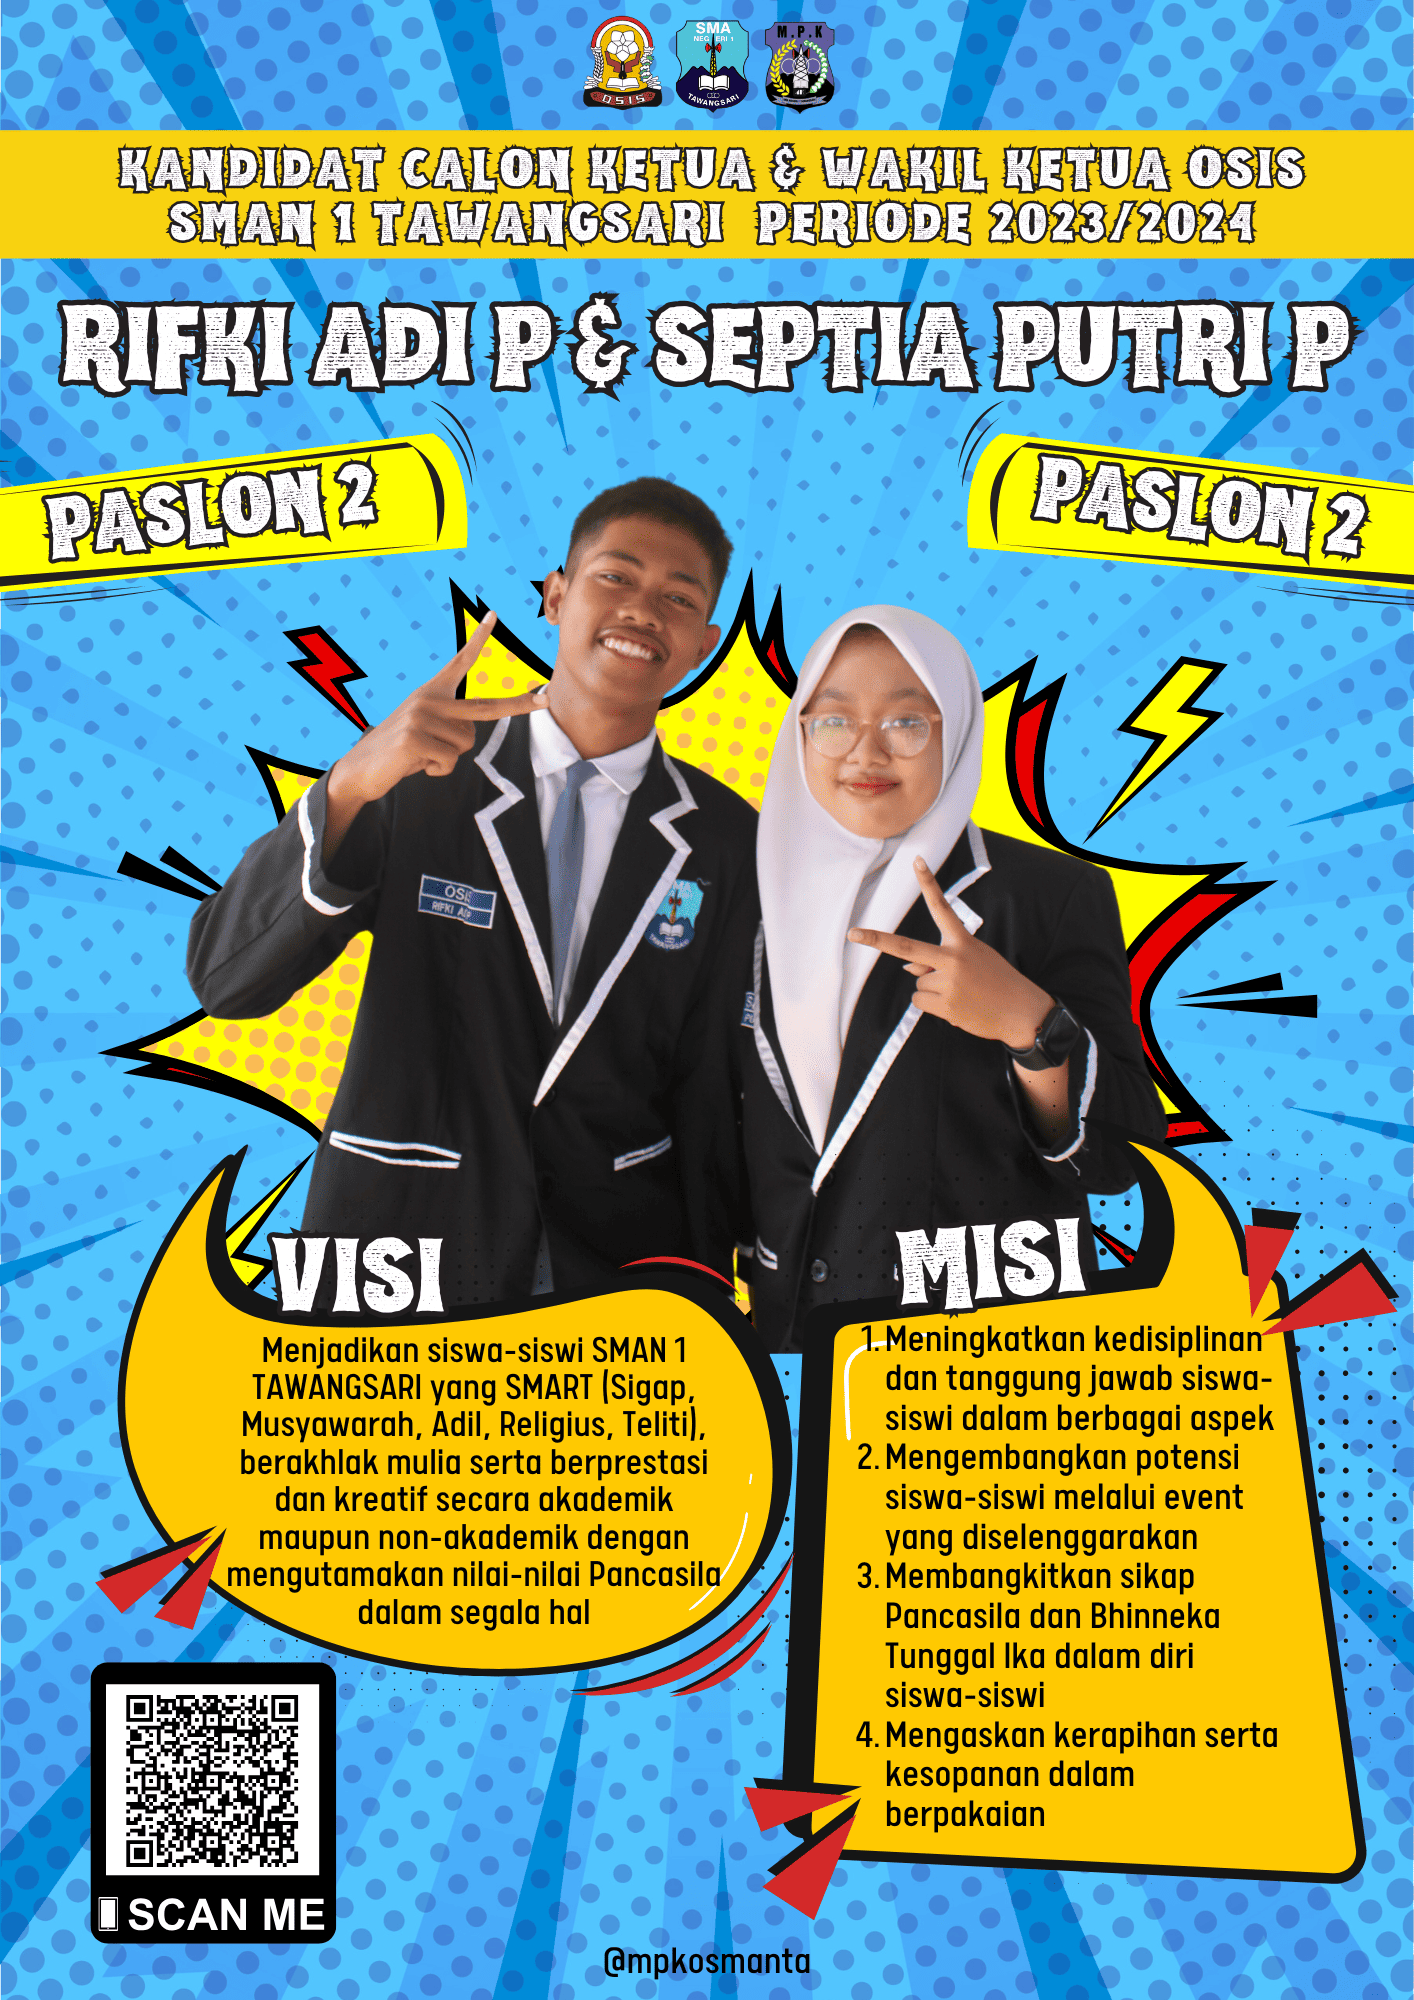 OSIS
SMA
NEGERI 1
TAWANGSARI
M.P.K
KANDIDAT CALON KETUA & WAKIL KETUA OSIS
SMAN 1 TAWANGSARI PERIODE 2023/2024
RIFKI ADI P & SEPTIA PUTRI P
PASLON 2
PASLON 2
OSIS
RIFKI ADI P
SMA
TAWANGSARI
VISI
Menjadikan siswa-siswi SMAN 1
TAWANGSARI yang SMART (Sigap,
Musyawarah, Adil, Religius, Teliti),
berakhlak mulia serta berprestasi
dan kreatif secara akademik
maupun non-akademik dengan
mengutamakan nilai-nilai Pancasila
dalam segala hal
MISI
1. Meningkatkan kedisiplinan
dan tanggung jawab siswa-
siswi dalam berbagai aspek
2. Mengembangkan potensi
siswa-siswi melalui event
yang diselenggarakan
3. Membangkitkan sikap
Pancasila dan Bhinneka
Tunggal Ika dalam diri
siswa-siswi
4. Mengaskan kerapihan serta
kesopanan dalam
berpakaian
SCAN ME
@mpkosmanta